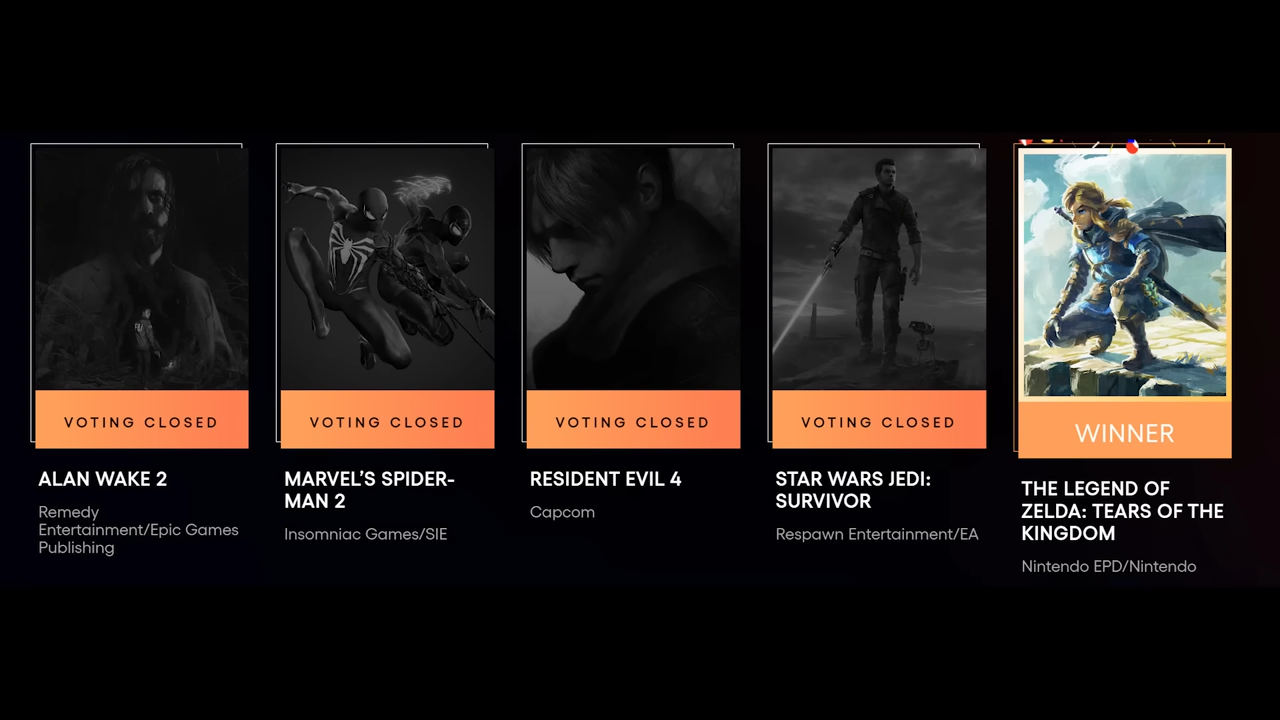 VOTING CLOSED
ALAN WAKE 2
Remedy
Entertainment/Epic Games
Publishing
VOTING CLOSED
MARVEL’S SPIDER-
MAN 2
Insomniac Games/SIE
VOTING CLOSED
RESIDENT EVIL 4
Capcom
VOTING CLOSED
STAR WARS JEDI:
SURVIVOR
Respawn Entertainment/EA
WINNER
THE LEGEND OF
ZELDA: TEARS OF THE
KINGDOM
Nintendo EPD/Nintendo